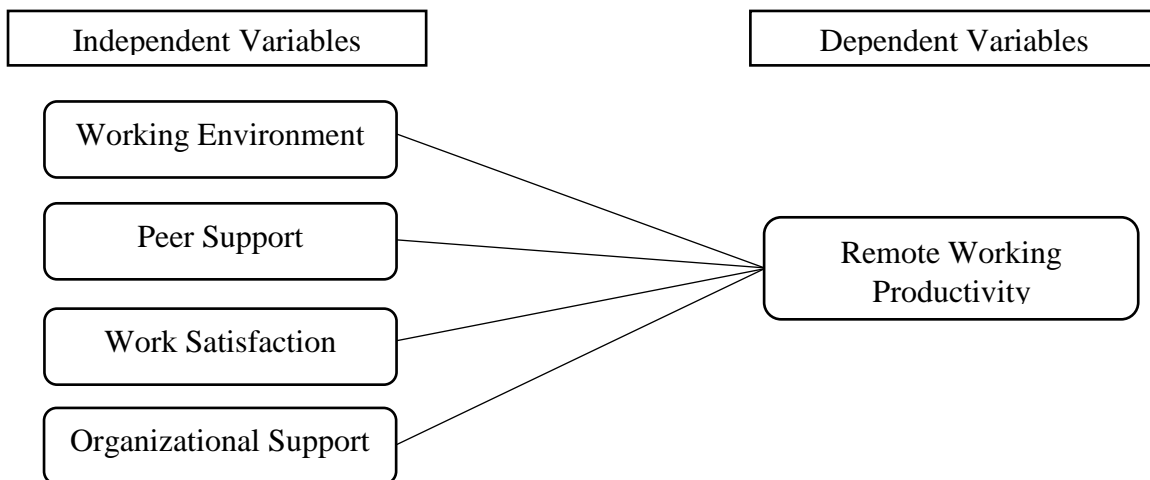 Independent Variables
Dependent Variables
Working Environment
Peer Support
Work Satisfaction
Organizational Support
Remote Working
Productivity